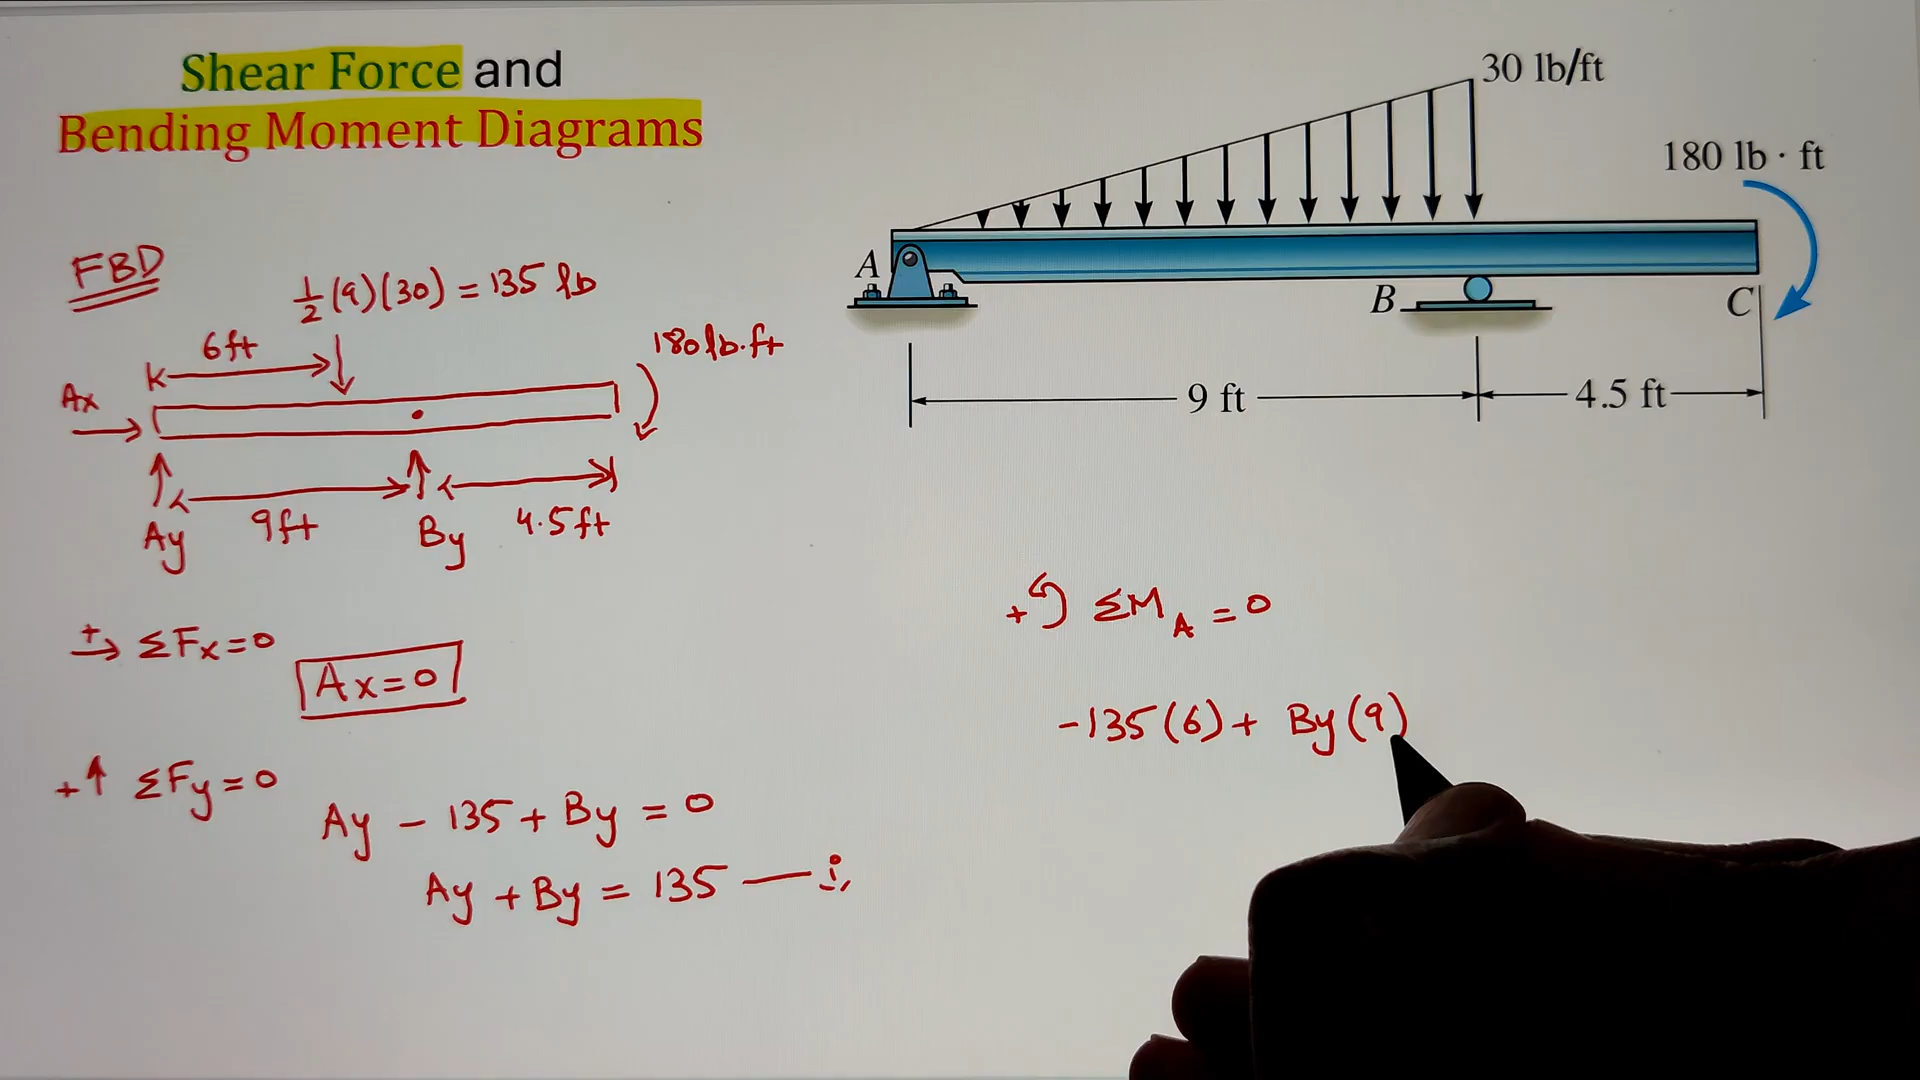 Shear Force and
Bending Moment Diagrams
30 lb/ft
180 lb · ft
A
B
C
9 ft
4.5 ft
FBD
½ (9)(30) = 135 lb
6ft
180 lb.ft
Ax
Ay
9ft
By
4.5ft
+→ ΣFx=0
Ax=0
+↑ ΣFy=0
Ay - 135 + By = 0
Ay + By = 135 — i,
+↺ ΣM A = 0
-135(6) + By(9)